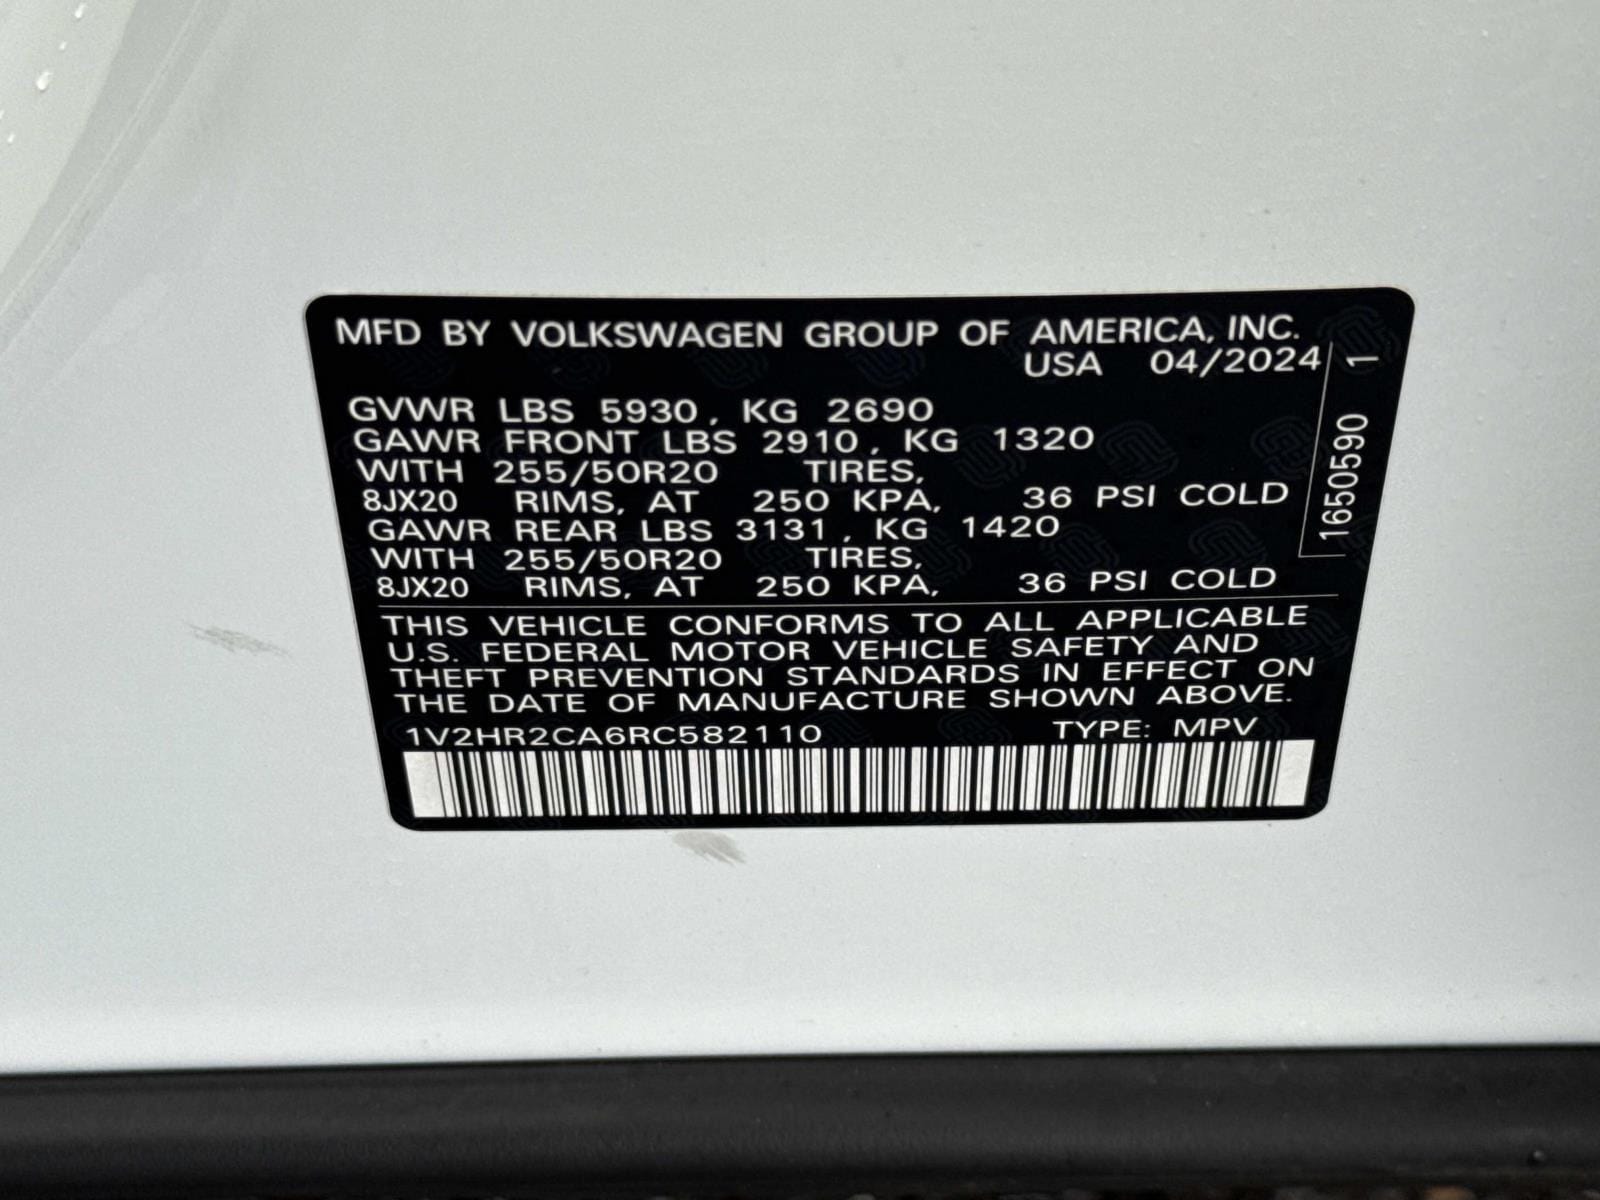 MFD BY VOLKSWAGEN GROUP OF AMERICA, INC.
USA 04/2024
GVWR LBS 5930, KG 2690
GAWR FRONT LBS 2910, KG 1320
WITH 255/50R20 TIRES,
8JX20 RIMS, AT 250 KPA, 36 PSI COLD
GAWR REAR LBS 3131, KG 1420
WITH 255/50R20 TIRES,
8JX20 RIMS, AT 250 KPA, 36 PSI COLD
THIS VEHICLE CONFORMS TO ALL APPLICABLE
U.S. FEDERAL MOTOR VEHICLE SAFETY AND
THEFT PREVENTION STANDARDS IN EFFECT ON
THE DATE OF MANUFACTURE SHOWN ABOVE.
1V2HR2CA6RC582110 TYPE: MPV
1650590 1